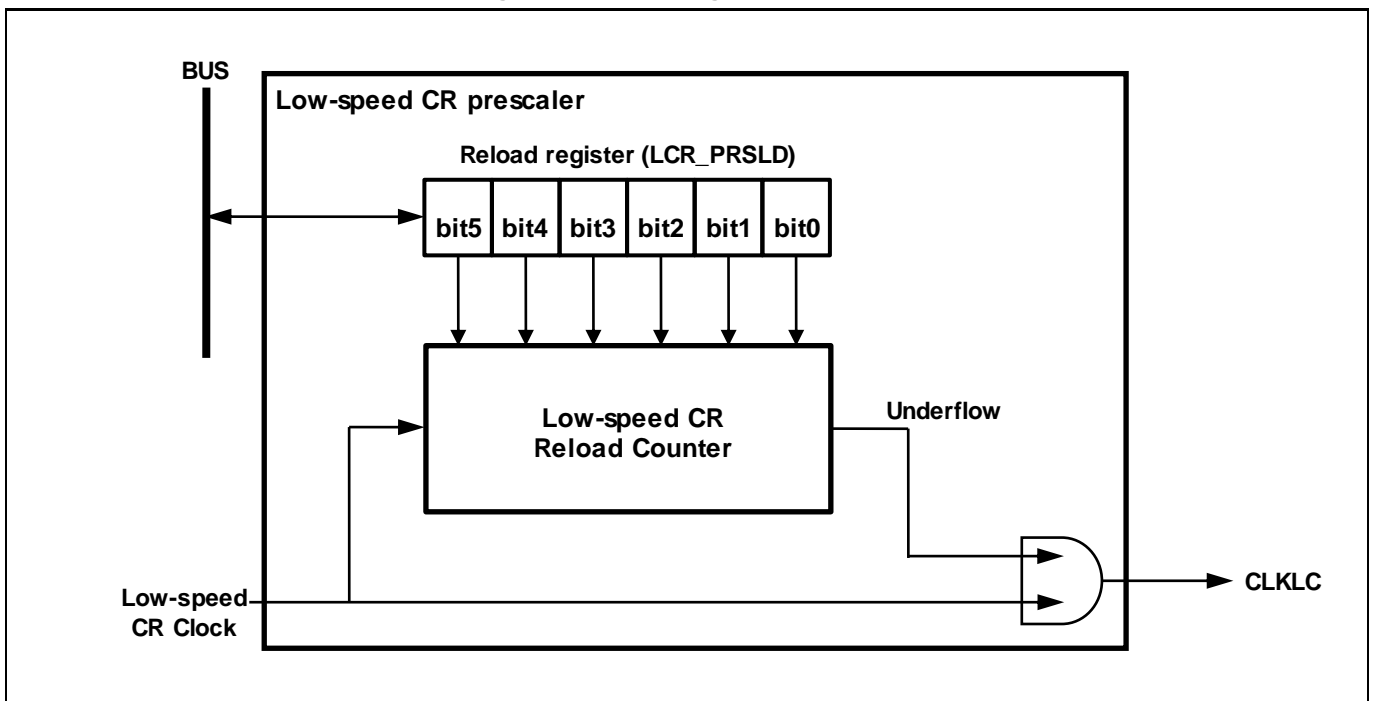 BUS
Low-speed CR prescaler
Reload register (LCR_PRSLD)
bit5 bit4 bit3 bit2 bit1 bit0
Low-speed CR
Reload Counter
Underflow
CLKLC
Low-speed
CR Clock